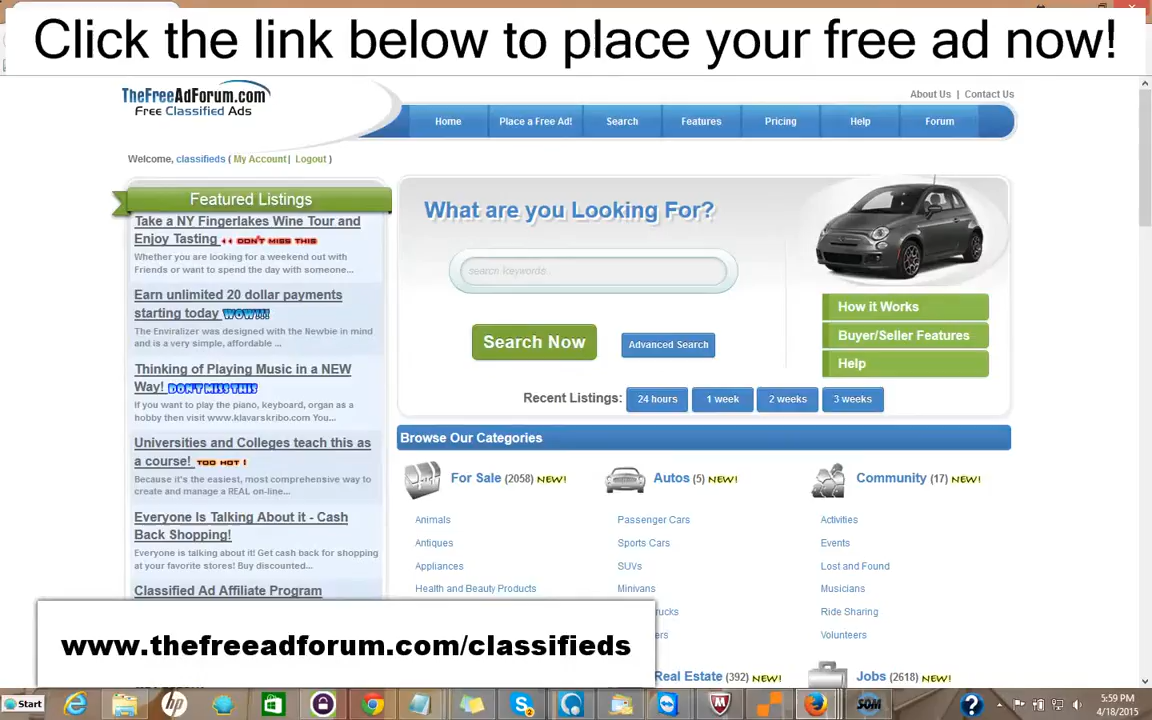 Click the link below to place your free ad now!
TheFreeAdForum.com
Free Classified Ads
About Us | Contact Us
Home Place a Free Ad! Search Features Pricing Help Forum
Welcome, classifieds ( My Account| Logout )
Featured Listings
Take a NY Fingerlakes Wine Tour and
Enjoy Tasting DON'T MISS THIS
Whether you are looking for a weekend out with
Friends or want to spend the day with someone...
Earn unlimited 20 dollar payments
starting today WOW!!!
The Enviralizer was designed with the Newbie in mind
and is a very simple, affordable ...
Thinking of Playing Music in a NEW
Way! DON'T MISS THIS
If you want to play the piano, keyboard, organ as a
hobby then visit www.klavarskribo.com You...
Universities and Colleges teach this as
a course! TOO HOT !
Because it's the easiest, most comprehensive way to
create and manage a REAL on-line...
Everyone Is Talking About it - Cash
Back Shopping!
Everyone is talking about it! Get cash back for shopping
at your favorite stores! Buy discounted...
Classified Ad Affiliate Program
What are you Looking For?
search keywords...
Search Now Advanced Search
How it Works
Buyer/Seller Features
Help
Recent Listings: 24 hours 1 week 2 weeks 3 weeks
Browse Our Categories
For Sale (2058) NEW!
Animals
Antiques
Appliances
Health and Beauty Products
Autos (5) NEW!
Passenger Cars
Sports Cars
SUVs
Minivans
Community (17) NEW!
Activities
Events
Lost and Found
Musicians
Ride Sharing
Volunteers
Real Estate (392) NEW!
Jobs (2618) NEW!
www.thefreeadforum.com/classifieds
Start
5:59 PM
4/18/2015